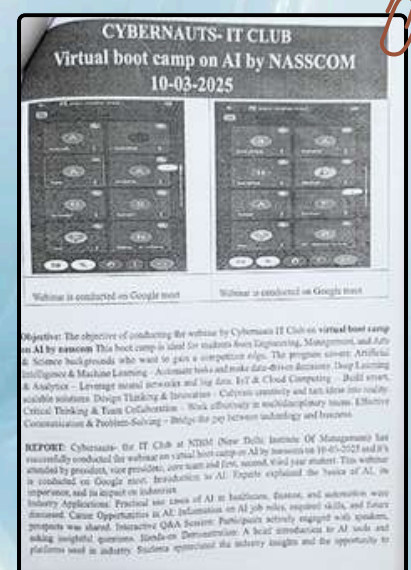 CYBERNAUTS- IT CLUB
Virtual boot camp on AI by NASSCOM
10-03-2025
Webinar is conducted on Google meet
Webinar is conducted on Google meet
Objective: The objective of conducting the webinar by Cybernauts IT Club on virtual boot camp
on AI by nasscom This boot camp is ideal for students from Engineering, Management, and Arts
& Science backgrounds who want to gain a competitive edge. The program covers: Artificial
Intelligence & Machine Learning - Automate tasks and make data-driven decisions. Deep Learning
& Analytics - Leverage neural networks and big data. IoT & Cloud Computing - Build smart,
scalable solutions. Design Thinking & Innovation - Cultivate creativity and turn ideas into reality.
Critical Thinking & Team Collaboration - Work effectively in multidisciplinary teams. Effective
Communication & Problem-Solving - Bridge the gap between technology and business.
REPORT: Cybernauts- the IT Club at NDIM (New Delhi Institute Of Management) has
successfully conducted the webinar on virtual boot camp on AI by nasscom on 10-03-2025 and it's
attended by president, vice president, core team and first, second, third year student. This webinar
is conducted on Google meet. Introduction to AI: Experts explained the basics of AI, its
importance, and its impact on industries.
Industry Applications: Practical use cases of AI in healthcare, finance, and automation were
discussed. Career Opportunities in AI: Information on AI job roles, required skills, and future
prospects was shared. Interactive Q&A Session: Participants actively engaged with speakers,
asking insightful questions. Hands-on Demonstration: A brief introduction to AI tools and
platforms used in industry. Students appreciated the industry insights and the opportunity to